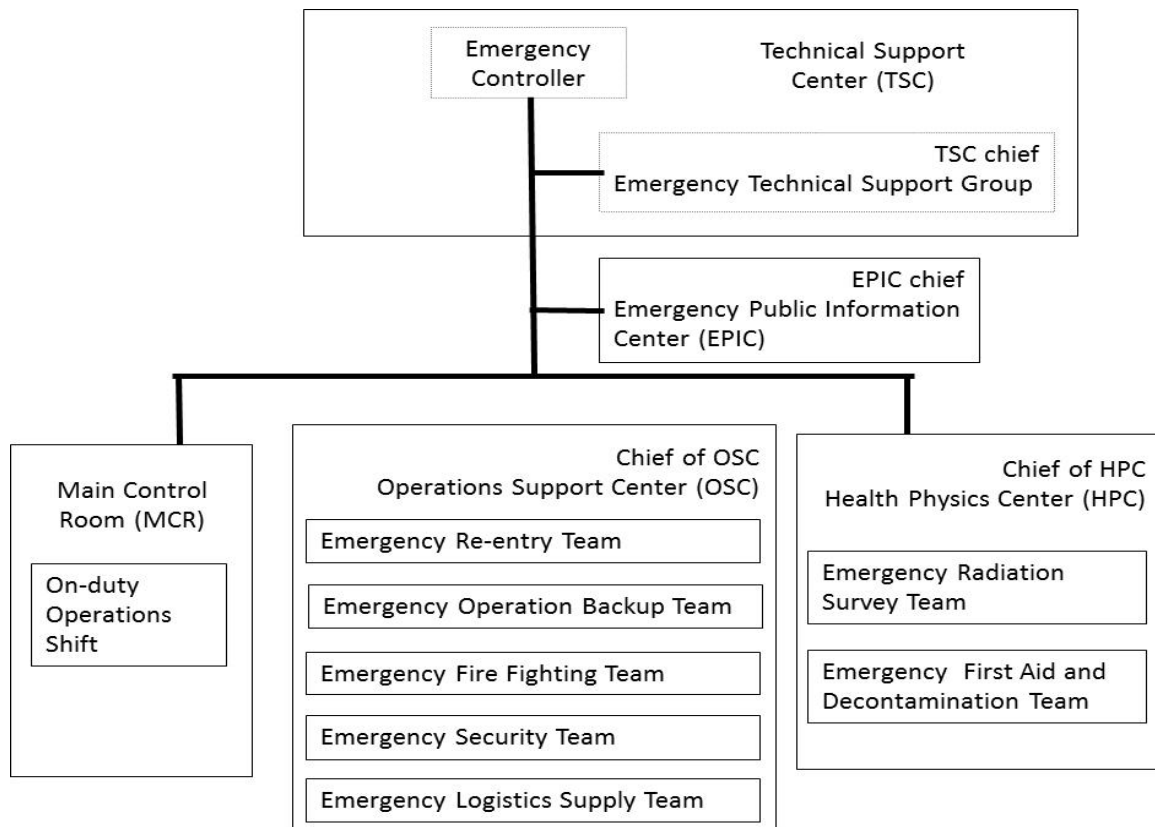 Emergency
Controller
Technical Support
Center (TSC)
TSC chief
Emergency Technical Support Group
EPIC chief
Emergency Public Information
Center (EPIC)
Main Control
Room (MCR)
On-duty
Operations
Shift
Chief of OSC
Operations Support Center (OSC)
Emergency Re-entry Team
Emergency Operation Backup Team
Emergency Fire Fighting Team
Emergency Security Team
Emergency Logistics Supply Team
Chief of HPC
Health Physics Center (HPC)
Emergency Radiation
Survey Team
Emergency First Aid and
Decontamination Team